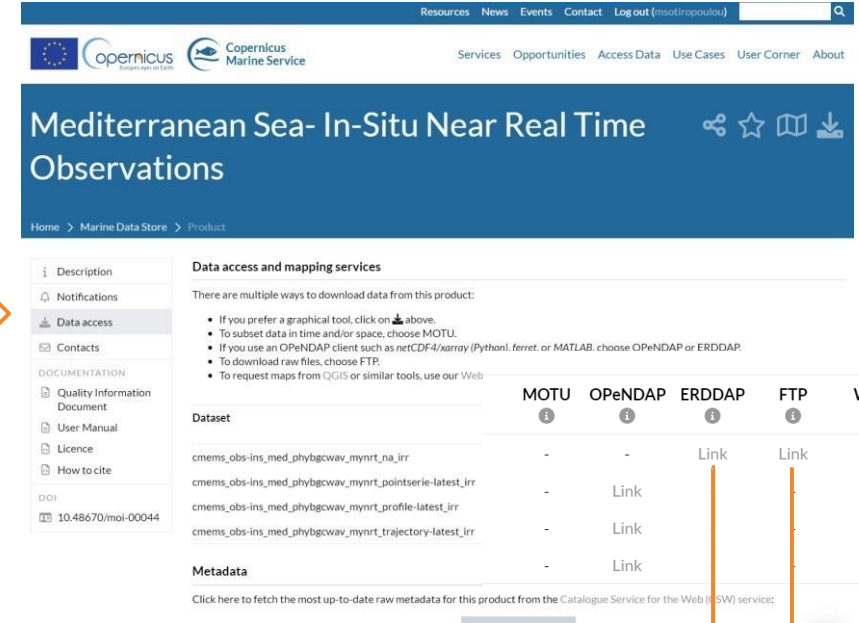 Resources News Events Contact Log out (msotiropoulou)
Copernicus
Europe's eyes on Earth
Copernicus
Marine Service
Services Opportunities Access Data Use Cases User Corner About
Mediterranean Sea- In-Situ Near Real Time
Observations
Home > Marine Data Store > Product
Description
Notifications
Data access
Contacts
DOCUMENTATION
Quality Information
Document
User Manual
Licence
How to cite
DOI
10.48670/moi-00044
Data access and mapping services
There are multiple ways to download data from this product:
• If you prefer a graphical tool, click on above.
• To subset data in time and/or space, choose MOTU.
• If you use an OPeNDAP client such as netCDF4/xarray (Python), ferret, or MATLAB, choose OPeNDAP or ERDDAP.
• To download raw files, choose FTP.
• To request maps from QGIS or similar tools, use our Web
Dataset MOTU OPeNDAP ERDDAP FTP W
cmems_obs-ins_med_phybgcwav_mynrt_na_irr - - Link Link
cmems_obs-ins_med_phybgcwav_mynrt_pointserie-latest_irr - Link - -
cmems_obs-ins_med_phybgcwav_mynrt_profile-latest_irr - Link - -
cmems_obs-ins_med_phybgcwav_mynrt_trajectory-latest_irr - Link - -
Metadata
Click here to fetch the most up-to-date raw metadata for this product from the Catalogue Service for the Web (CSW) service: